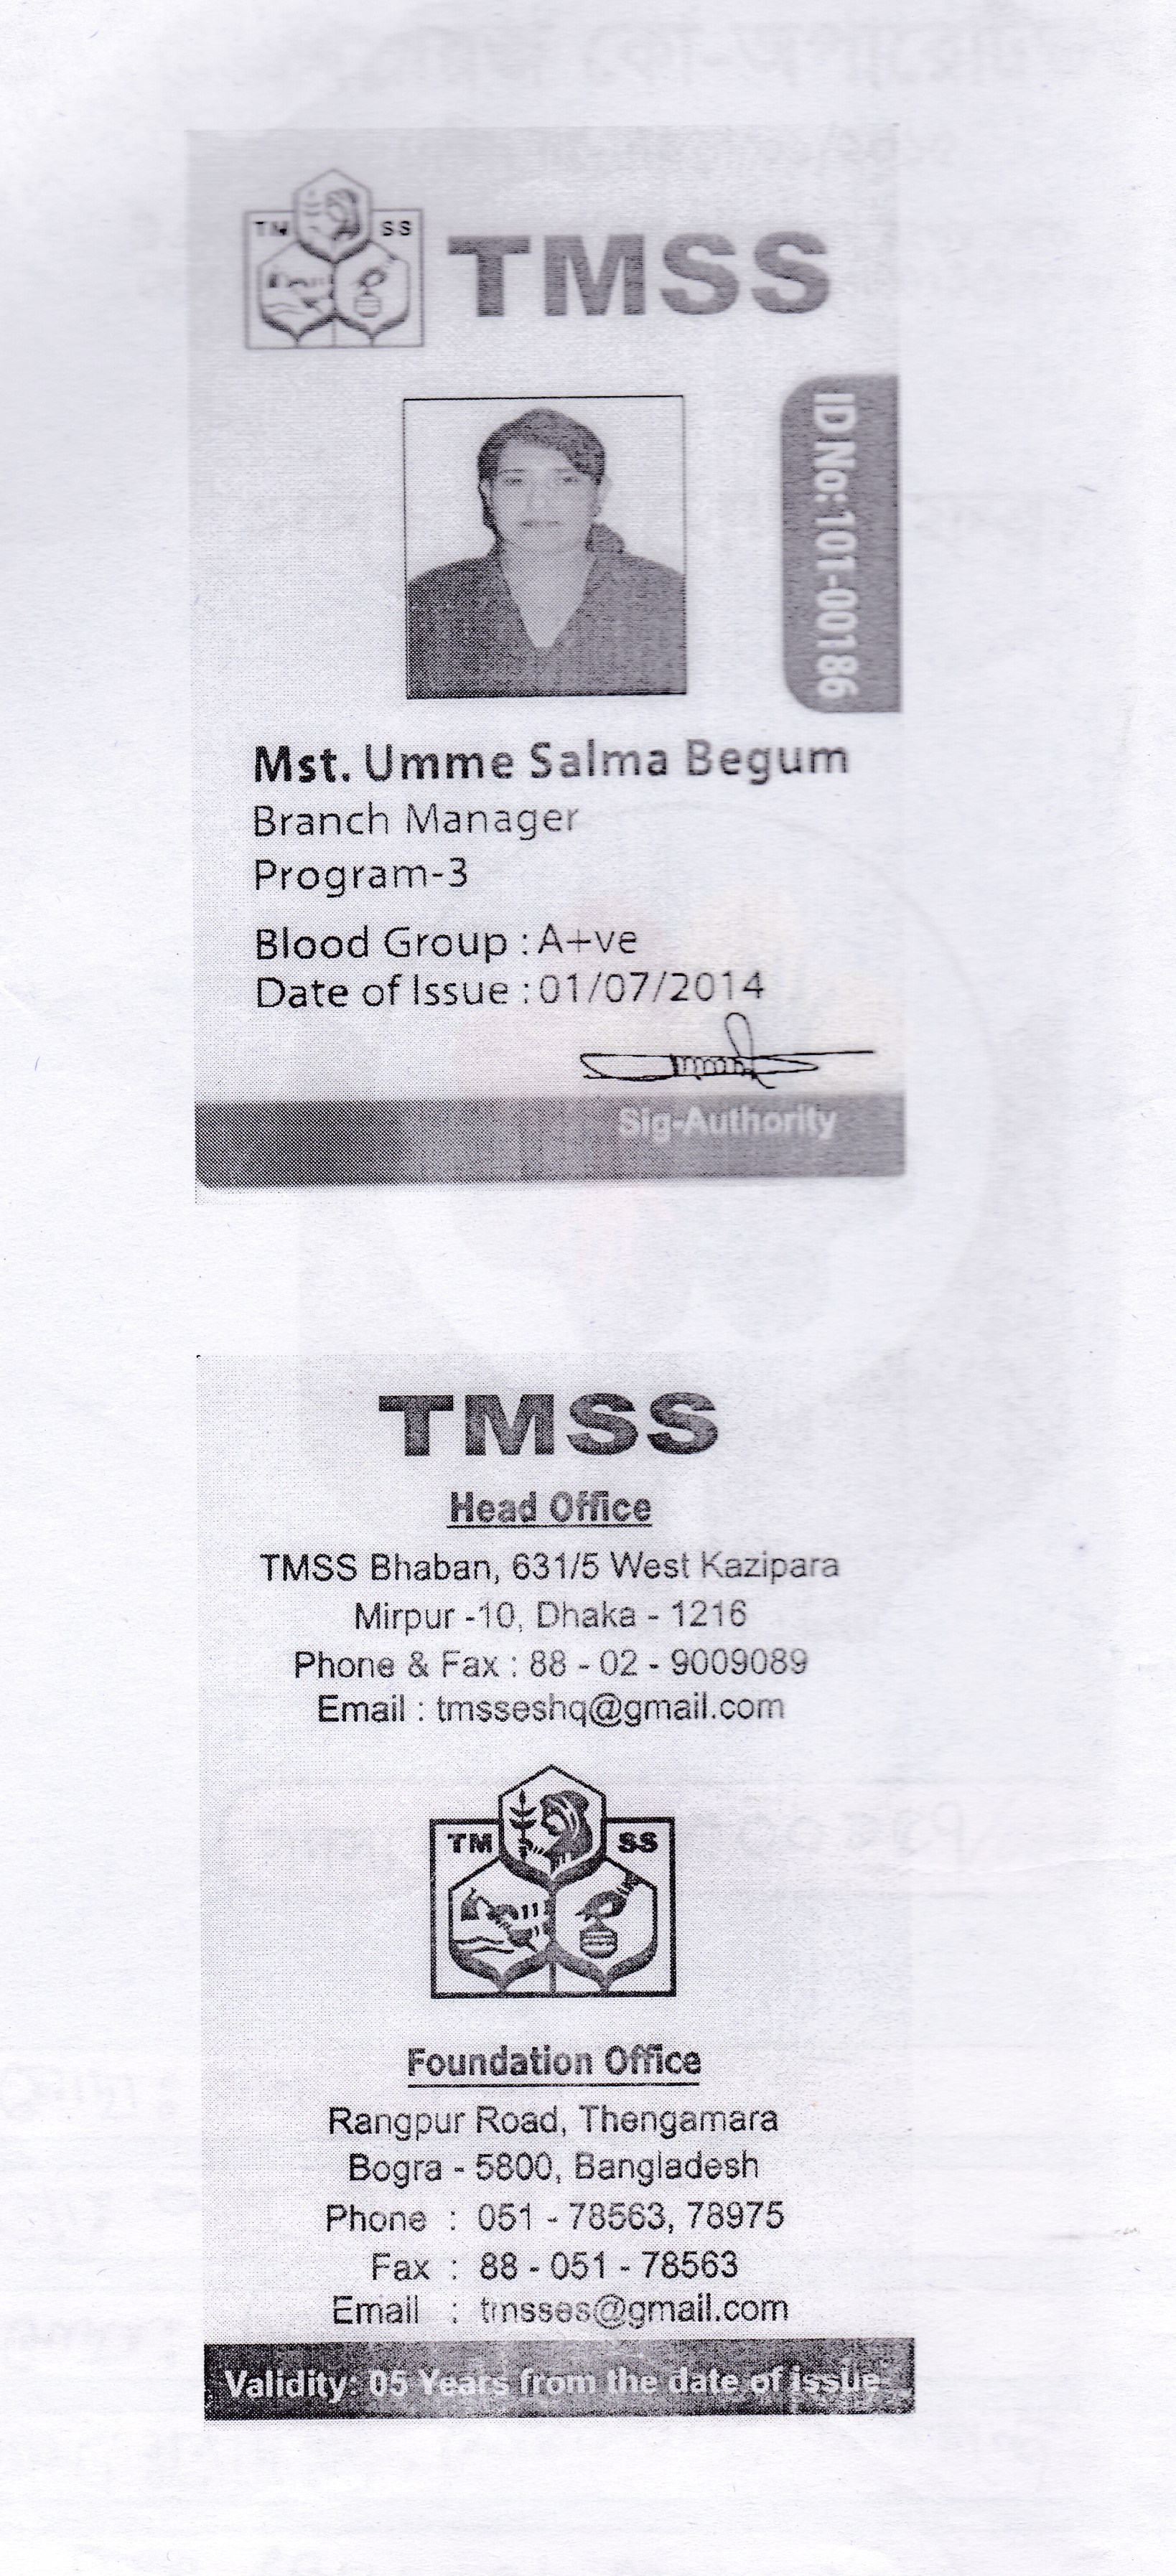 TM SS
TMSS
ID No:101-00186
Mst. Umme Salma Begum
Branch Manager
Program-3
Blood Group : A+ve
Date of Issue : 01/07/2014
Sig-Authority
TMSS
Head Office
TMSS Bhaban, 631/5 West Kazipara
Mirpur -10, Dhaka - 1216
Phone & Fax : 88 - 02 - 9009089
Email : tmsseshq@gmail.com
TM SS
Foundation Office
Rangpur Road, Thengamara
Bogra - 5800, Bangladesh
Phone : 051 - 78563, 78975
Fax : 88 - 051 - 78563
Email : tmsses@gmail.com
Validity: 05 Years from the date of issue